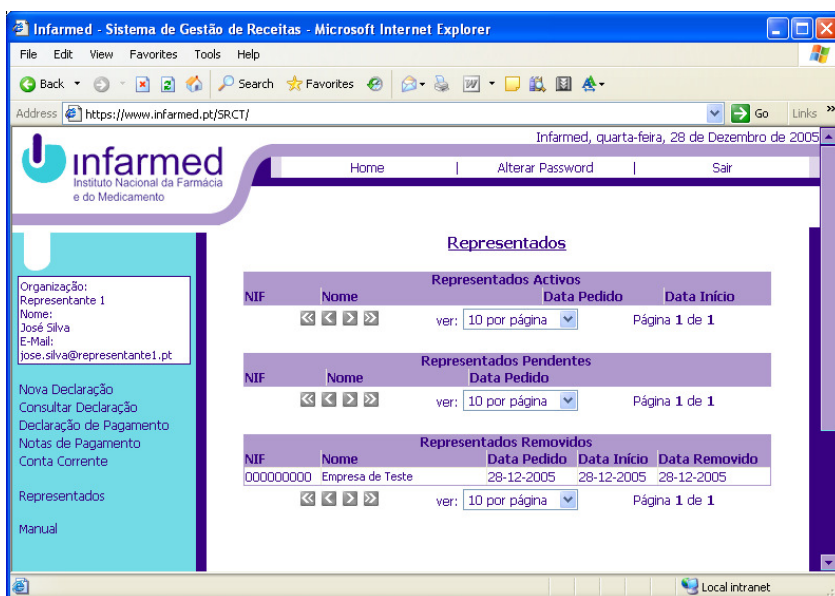 Infarmed - Sistema de Gestão de Receitas - Microsoft Internet Explorer
File Edit View Favorites Tools Help
Back Search Favorites
Address https://www.infarmed.pt/SRCT/ Go Links »
Infarmed, quarta-feira, 28 de Dezembro de 2005
infarmed
Instituto Nacional da Farmácia
e do Medicamento
Home | Alterar Password | Sair
Representados
Organização:
Representante 1
Nome:
José Silva
E-Mail:
jose.silva@representante1.pt
Nova Declaração
Consultar Declaração
Declaração de Pagamento
Notas de Pagamento
Conta Corrente
Representados
Manual
Representados Activos
NIF Nome Data Pedido Data Início
ver: 10 por página Página 1 de 1
Representados Pendentes
NIF Nome Data Pedido
ver: 10 por página Página 1 de 1
Representados Removidos
NIF Nome Data Pedido Data Início Data Removido
000000000 Empresa de Teste 28-12-2005 28-12-2005 28-12-2005
ver: 10 por página Página 1 de 1
Local intranet